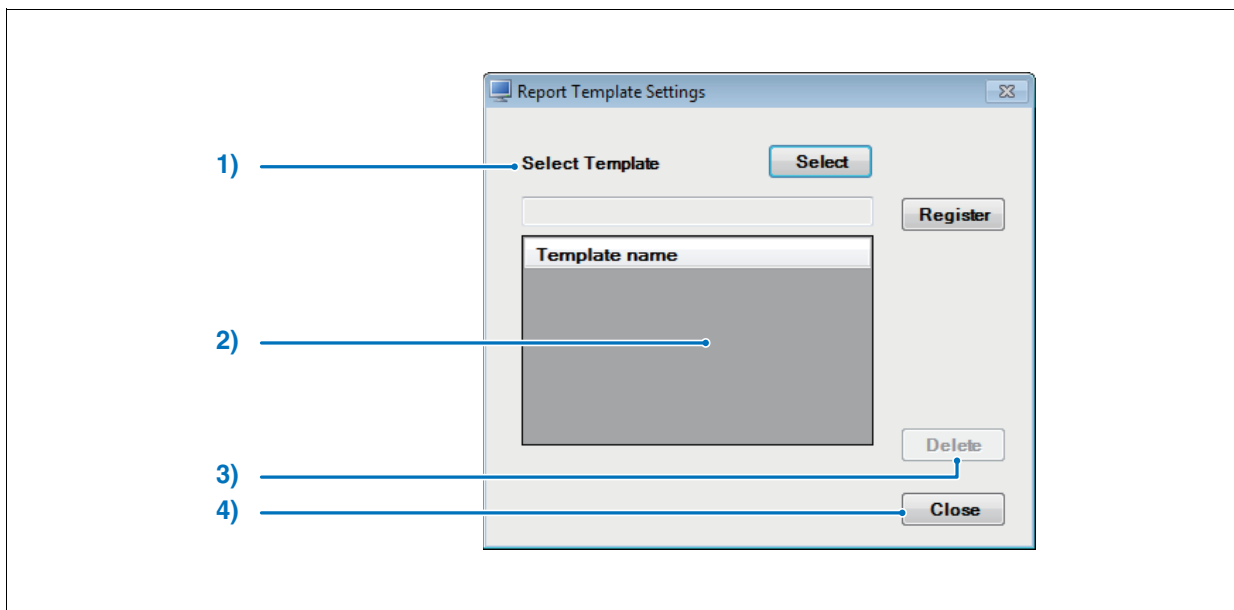 Report Template Settings
1)
Select Template
Select
Register
Template name
2)
Delete
3)
4)
Close